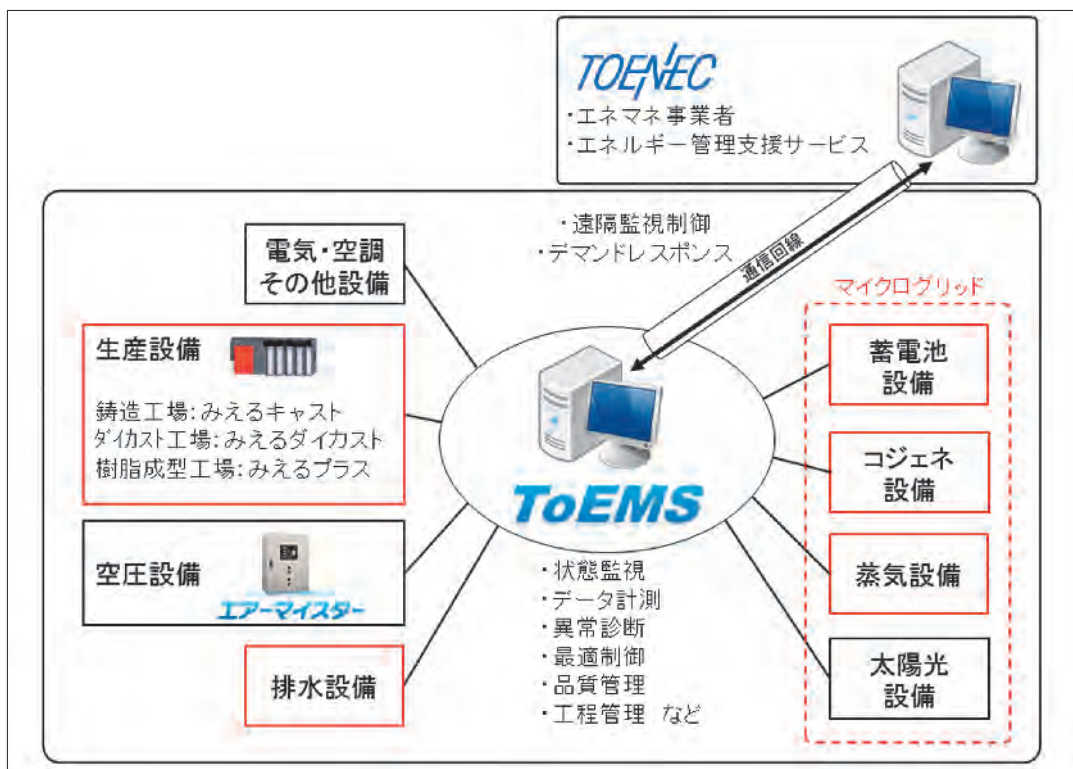 TOENEC
・エネマネ事業者
・エネルギー管理支援サービス
・遠隔監視制御
・デマンドレスポンス
通信回線
電気・空調
その他設備
生産設備
鋳造工場:みえるキャスト
ダイカスト工場:みえるダイカスト
樹脂成型工場:みえるプラス
空圧設備
エアーマイスター
排水設備
ToEMS
・状態監視
・データ計測
・異常診断
・最適制御
・品質管理
・工程管理 など
マイクログリッド
蓄電池
設備
コジェネ
設備
蒸気設備
太陽光
設備